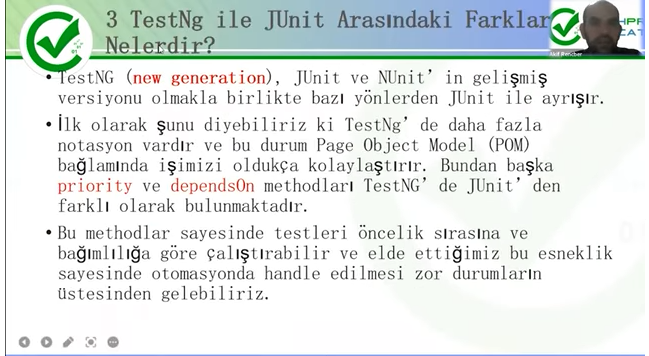 3 TestNg ile JUnit Arasındaki Farklar
Nelerdir?
• TestNG (new generation), JUnit ve NUnit' in gelişmiş
versiyonu olmakla birlikte bazı yönlerden JUnit ile ayrışır.
• İlk olarak şunu diyebiliriz ki TestNg' de daha fazla
notasyon vardır ve bu durum Page Object Model (POM)
bağlamında işimizi oldukça kolaylaştırır. Bundan başka
priority ve dependsOn methodları TestNG' de JUnit' den
farklı olarak bulunmaktadır.
• Bu methodlar sayesinde testleri öncelik sırasına ve
bağımlılığa göre çalıştırabilir ve elde ettiğimiz bu esneklik
sayesinde otomasyonda handle edilmesi zor durumların
üstesinden gelebiliriz.